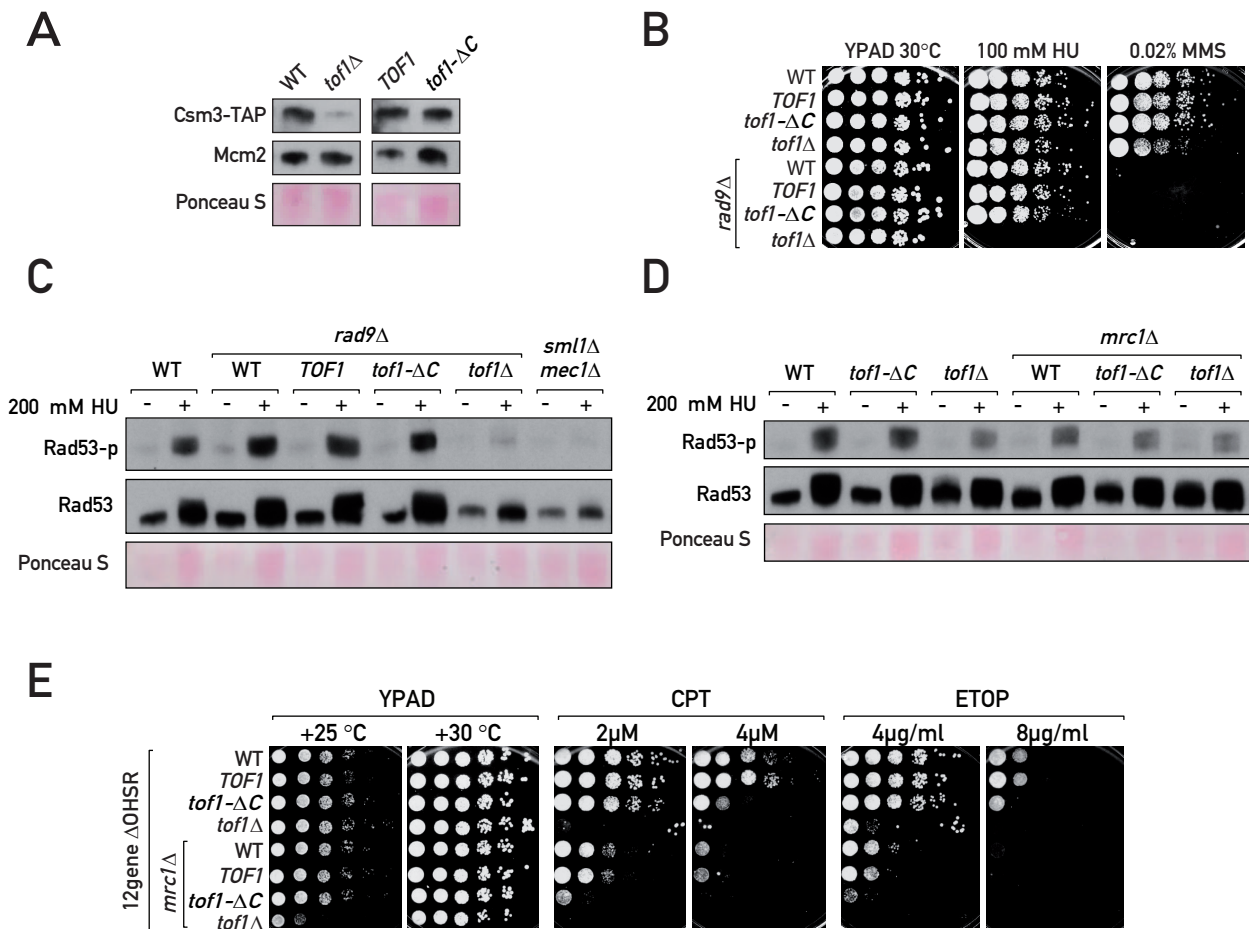 A
WT tof1Δ TOF1 tof1-ΔC
Csm3-TAP
Mcm2
Ponceau S
B
YPAD 30°C 100 mM HU 0.02% MMS
WT
TOF1
tof1-ΔC
tof1Δ
rad9Δ
WT
TOF1
tof1-ΔC
tof1Δ
C
rad9Δ
WT WT TOF1 tof1-ΔC tof1Δ sml1Δ mec1Δ
200 mM HU - + - + - + - + - + - +
Rad53-p
Rad53
Ponceau S
D
mrc1Δ
WT tof1-ΔC tof1Δ WT tof1-ΔC tof1Δ
200 mM HU - + - + - + - + - + - +
Rad53-p
Rad53
Ponceau S
E
YPAD CPT ETOP
+25 °C +30 °C 2µM 4µM 4µg/ml 8µg/ml
12gene ΔOHSR
WT
TOF1
tof1-ΔC
tof1Δ
mrc1Δ
WT
TOF1
tof1-ΔC
tof1Δ